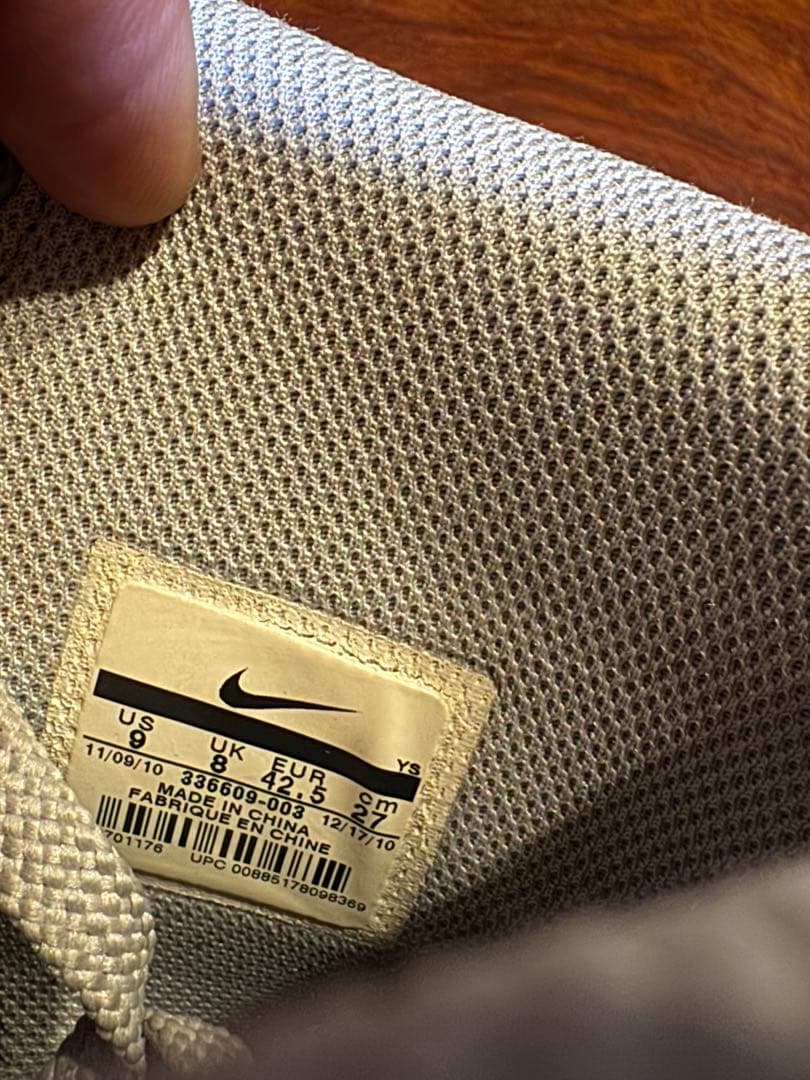 YS
US UK EUR cm
9 8 42.5 27
11/09/10 336609-003 12/17/10
MADE IN CHINA
FABRIQUE EN CHINE
701176 UPC 00885178098369